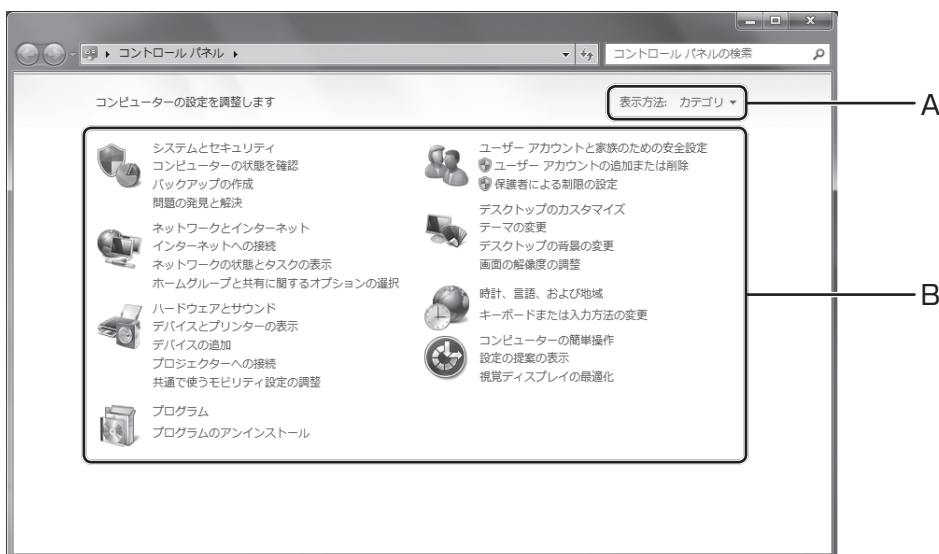 コントロール パネル
コントロール パネルの検索
コンピューターの設定を調整します
表示方法: カテゴリ
A
システムとセキュリティ
コンピューターの状態を確認
バックアップの作成
問題の発見と解決
ネットワークとインターネット
インターネットへの接続
ネットワークの状態とタスクの表示
ホームグループと共有に関するオプションの選択
ハードウェアとサウンド
デバイスとプリンターの表示
デバイスの追加
プロジェクターへの接続
共通で使うモビリティ設定の調整
プログラム
プログラムのアンインストール
ユーザー アカウントと家族のための安全設定
ユーザー アカウントの追加または削除
保護者による制限の設定
デスクトップのカスタマイズ
テーマの変更
デスクトップの背景の変更
画面の解像度の調整
時計、言語、および地域
キーボードまたは入力方法の変更
コンピューターの簡単操作
設定の提案の表示
視覚ディスプレイの最適化
B